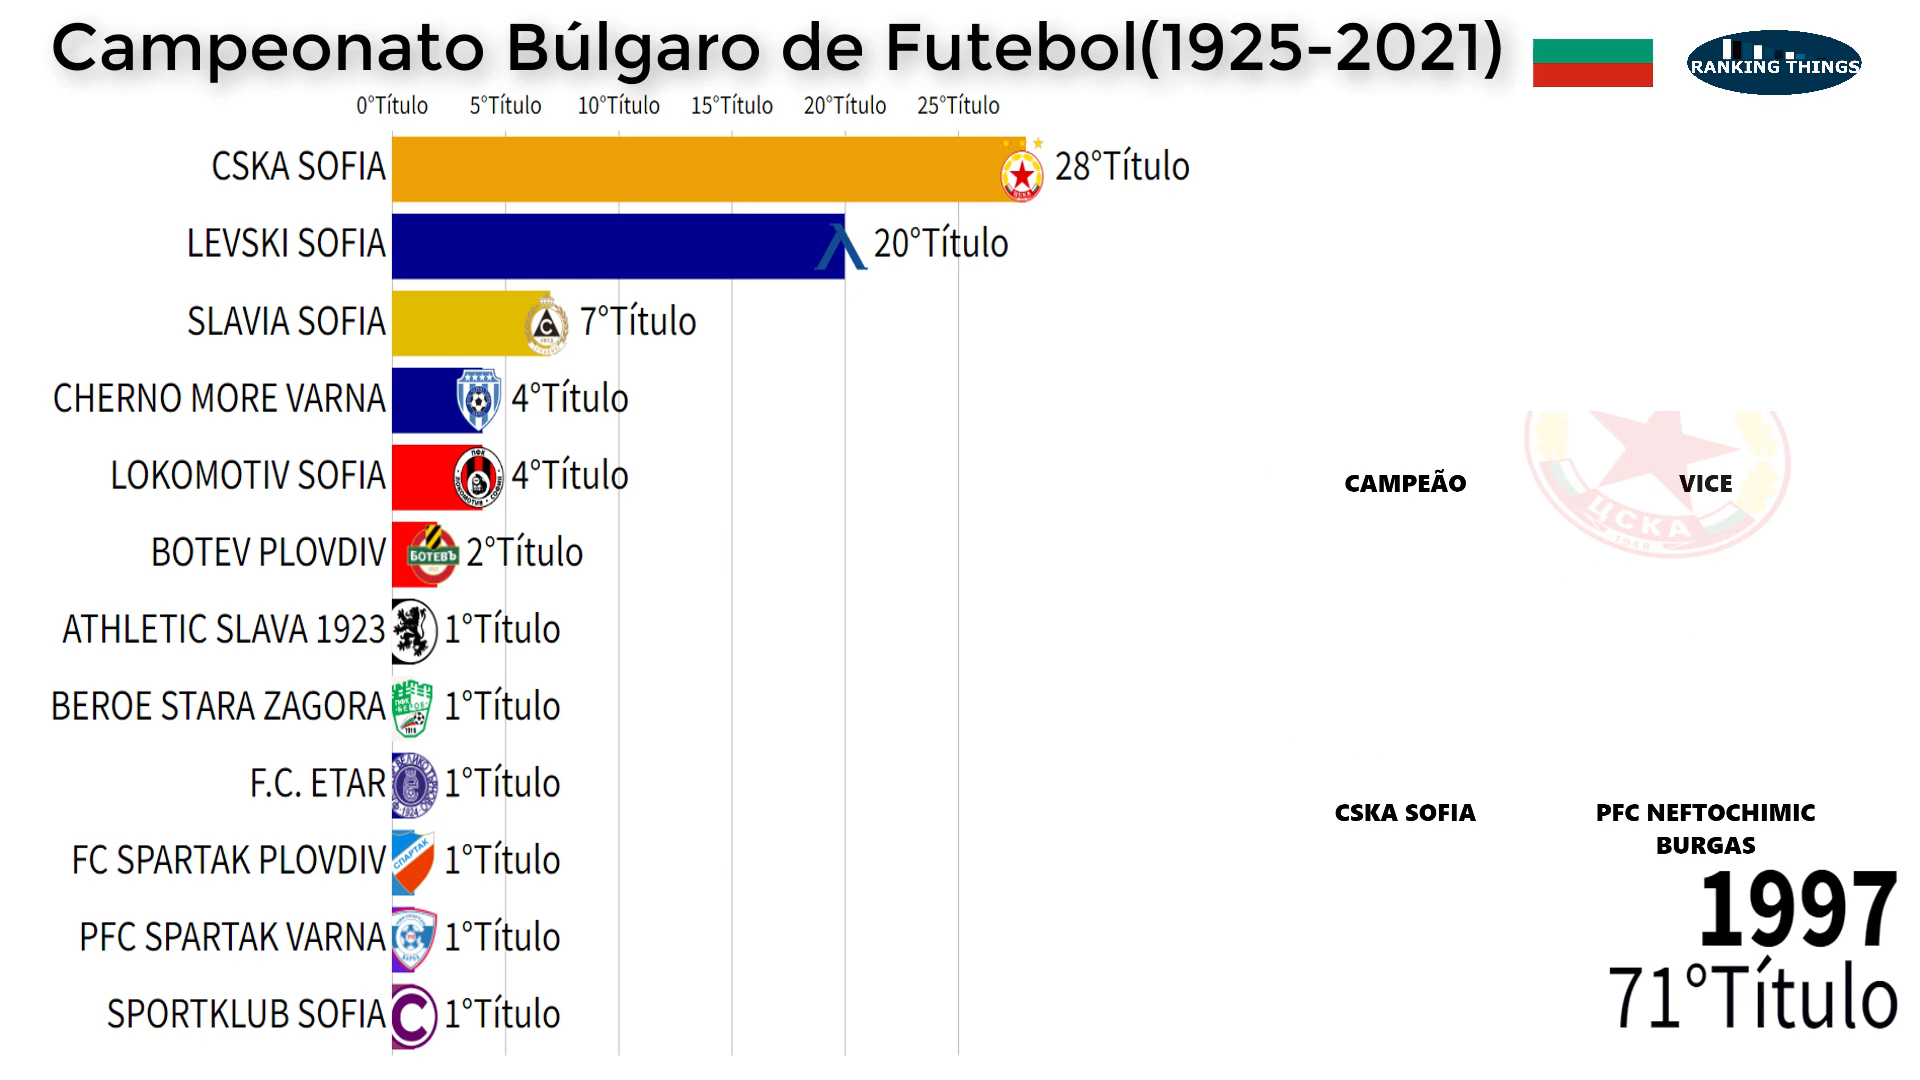 Campeonato Búlgaro de Futebol(1925-2021)
RANKING THINGS
0°Título 5°Título 10°Título 15°Título 20°Título 25°Título
CSKA SOFIA 28°Título
LEVSKI SOFIA 20°Título
SLAVIA SOFIA 7°Título
CHERNO MORE VARNA 4°Título
LOKOMOTIV SOFIA 4°Título
BOTEV PLOVDIV БОТЕВЪ 2°Título
ATHLETIC SLAVA 1923 1°Título
BEROE STARA ZAGORA 1°Título
F.C. ETAR 1°Título
FC SPARTAK PLOVDIV СПАРТАК 1°Título
PFC SPARTAK VARNA 1°Título
SPORTKLUB SOFIA C 1°Título
CAMPEÃO VICE
ЦСКА
1948
CSKA SOFIA
PFC NEFTOCHIMIC
BURGAS
1997
71°Título